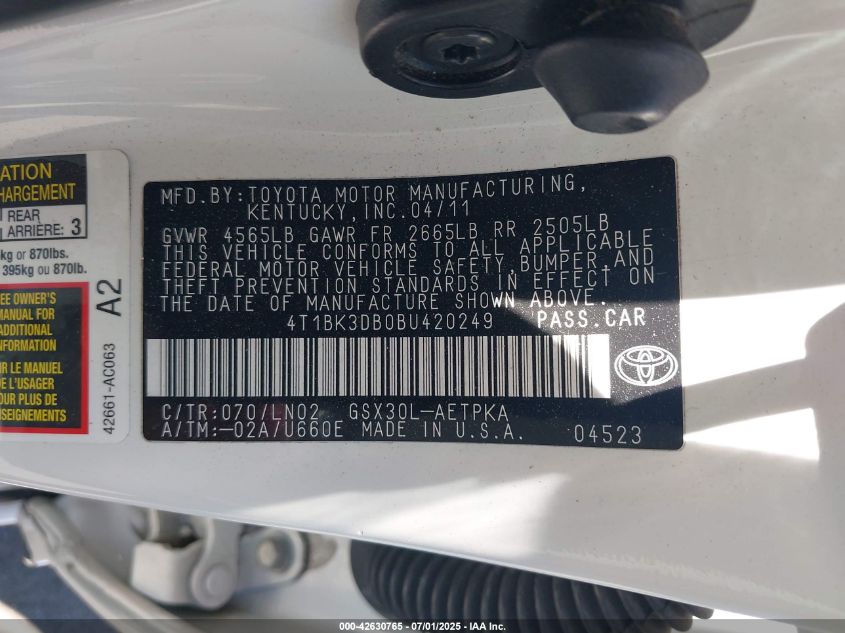 ATION
HARGEMENT
REAR
ARRIÈRE: 3
kg or 870lbs.
395kg ou 870lb.
EE OWNER'S
MANUAL FOR
ADDITIONAL
INFORMATION
LE MANUEL
DE L'USAGER
POUR PLUS DE
A2
42661-AC063
MFD.BY:TOYOTA MOTOR MANUFACTURING,
KENTUCKY,INC.04/11
GVWR 4565LB GAWR FR 2665LB RR 2505LB
THIS VEHICLE CONFORMS TO ALL APPLICABLE
FEDERAL MOTOR VEHICLE SAFETY,BUMPER,AND
THEFT PREVENTION STANDARDS IN EFFECT ON
THE DATE OF MANUFACTURE SHOWN ABOVE.
4T1BK3DB0BU420249 PASS.CAR
C/TR:070/LN02 GSX30L-AETPKA
A/TM:-02A/U660E MADE IN U.S.A. 04523
000-42630765 - 07/01/2025 - IAA Inc.